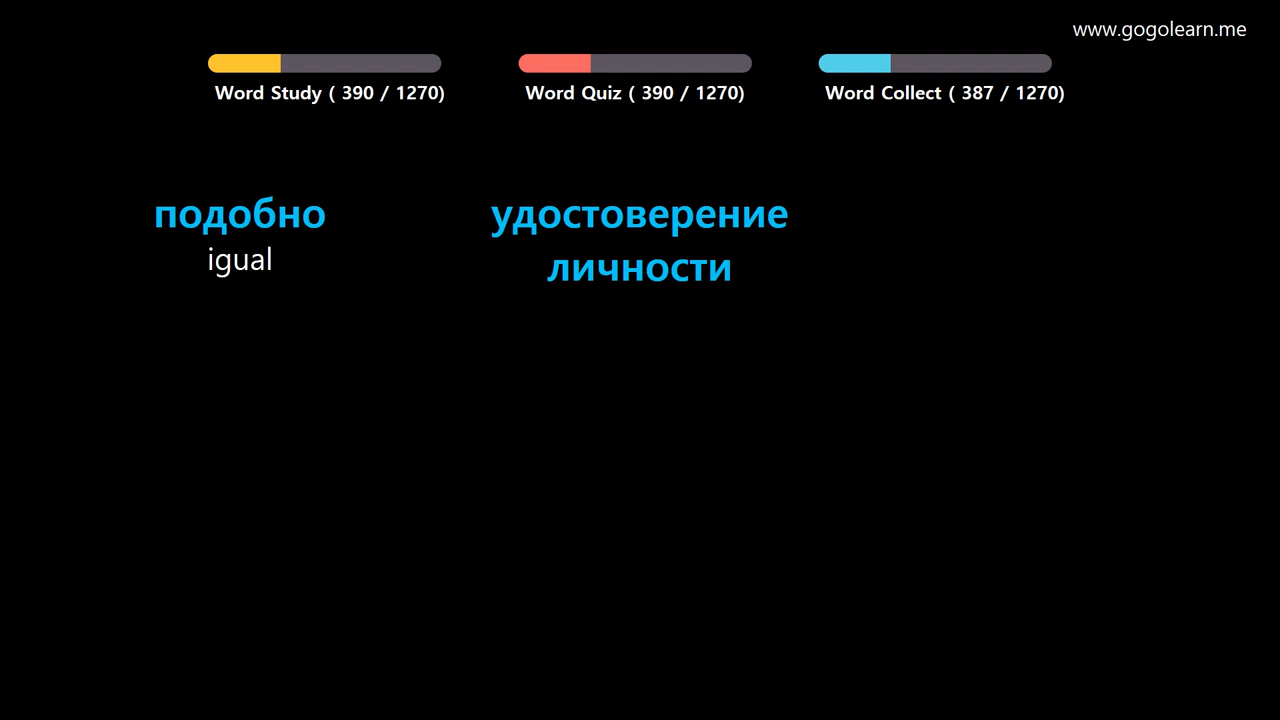 www.gogolearn.me
Word Study ( 390 / 1270)
Word Quiz ( 390 / 1270)
Word Collect ( 387 / 1270)
подобно
igual
удостоверение
личности